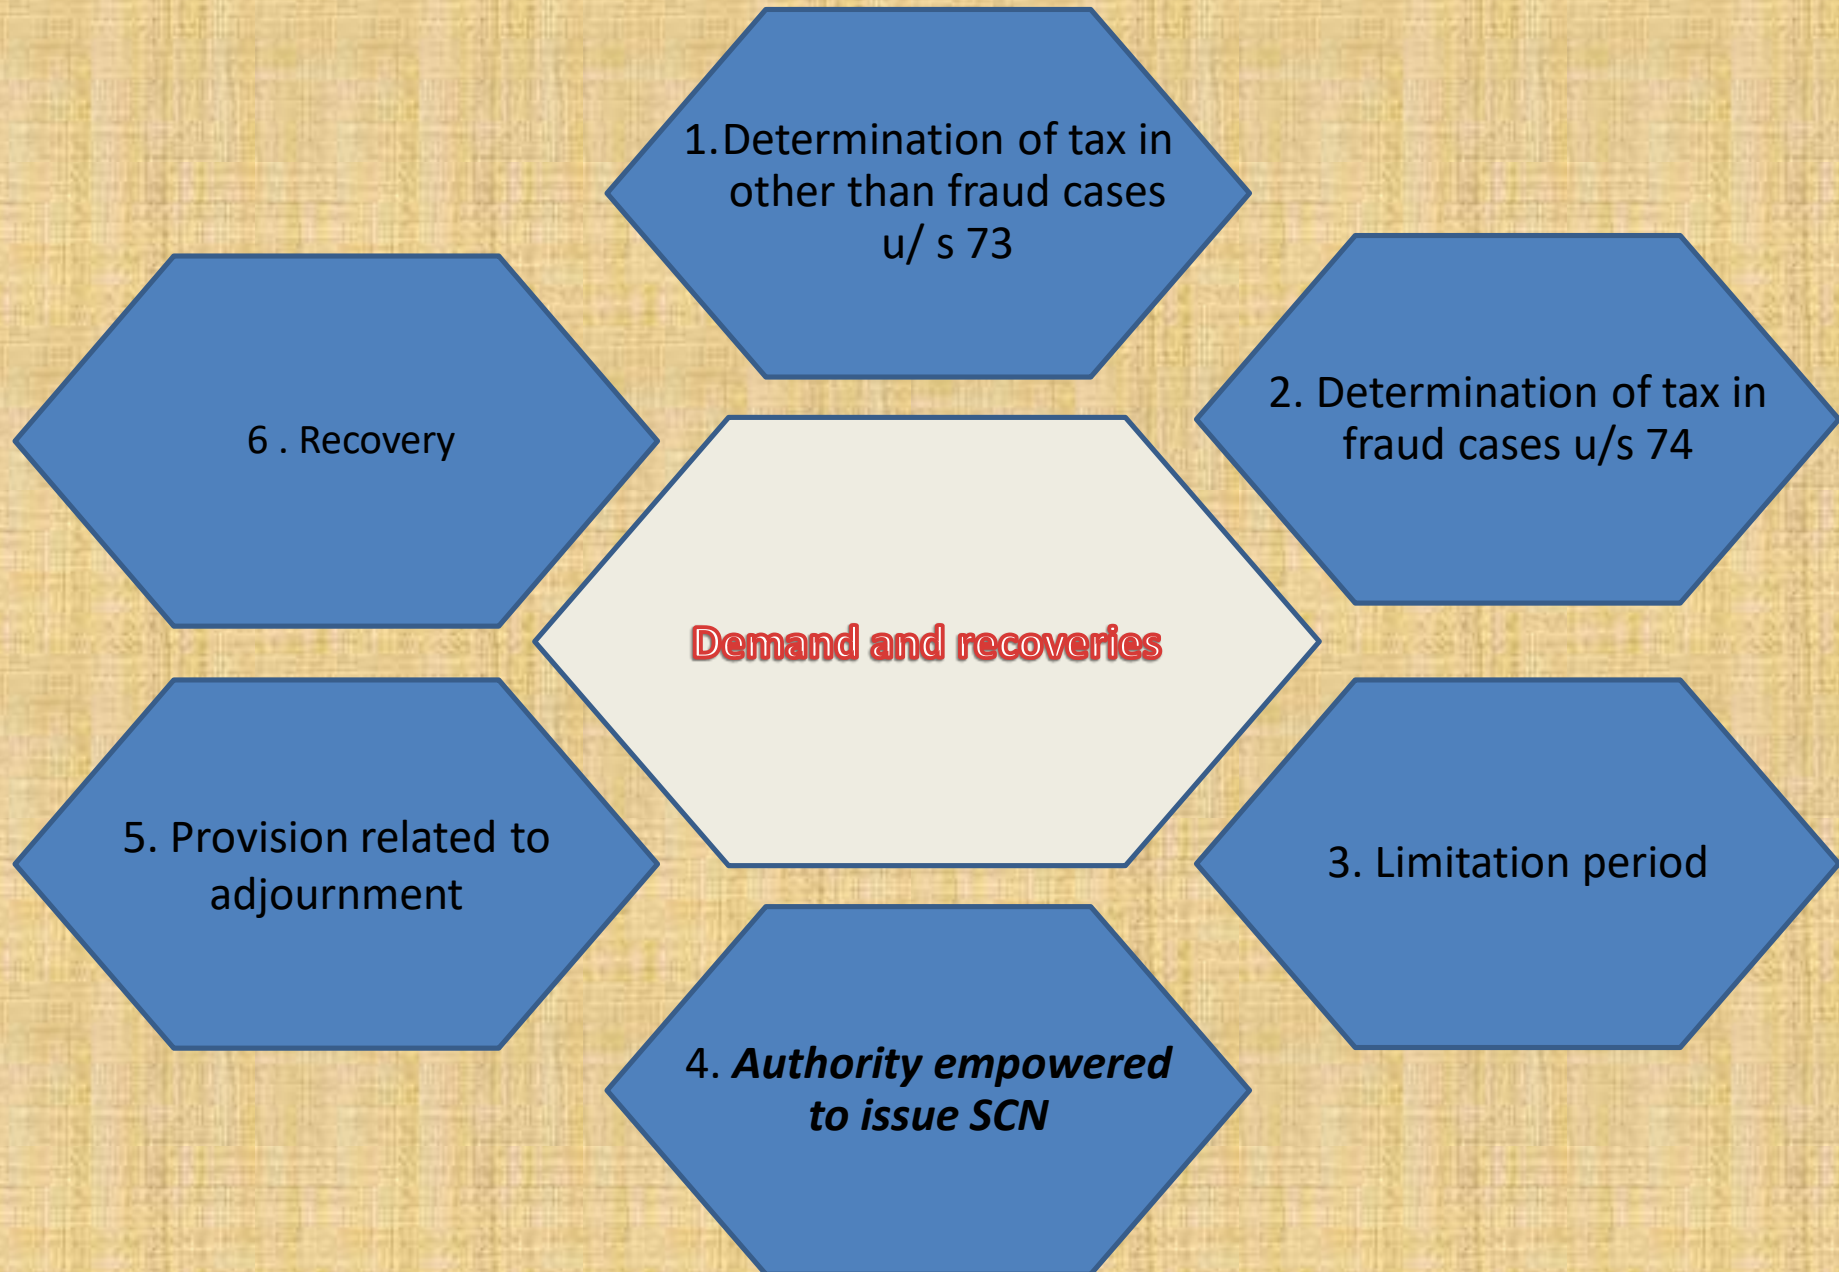 1.Determination of tax in
other than fraud cases
u/ s 73
2. Determination of tax in
fraud cases u/s 74
3. Limitation period
4. Authority empowered
to issue SCN
5. Provision related to
adjournment
6 . Recovery
Demand and recoveries